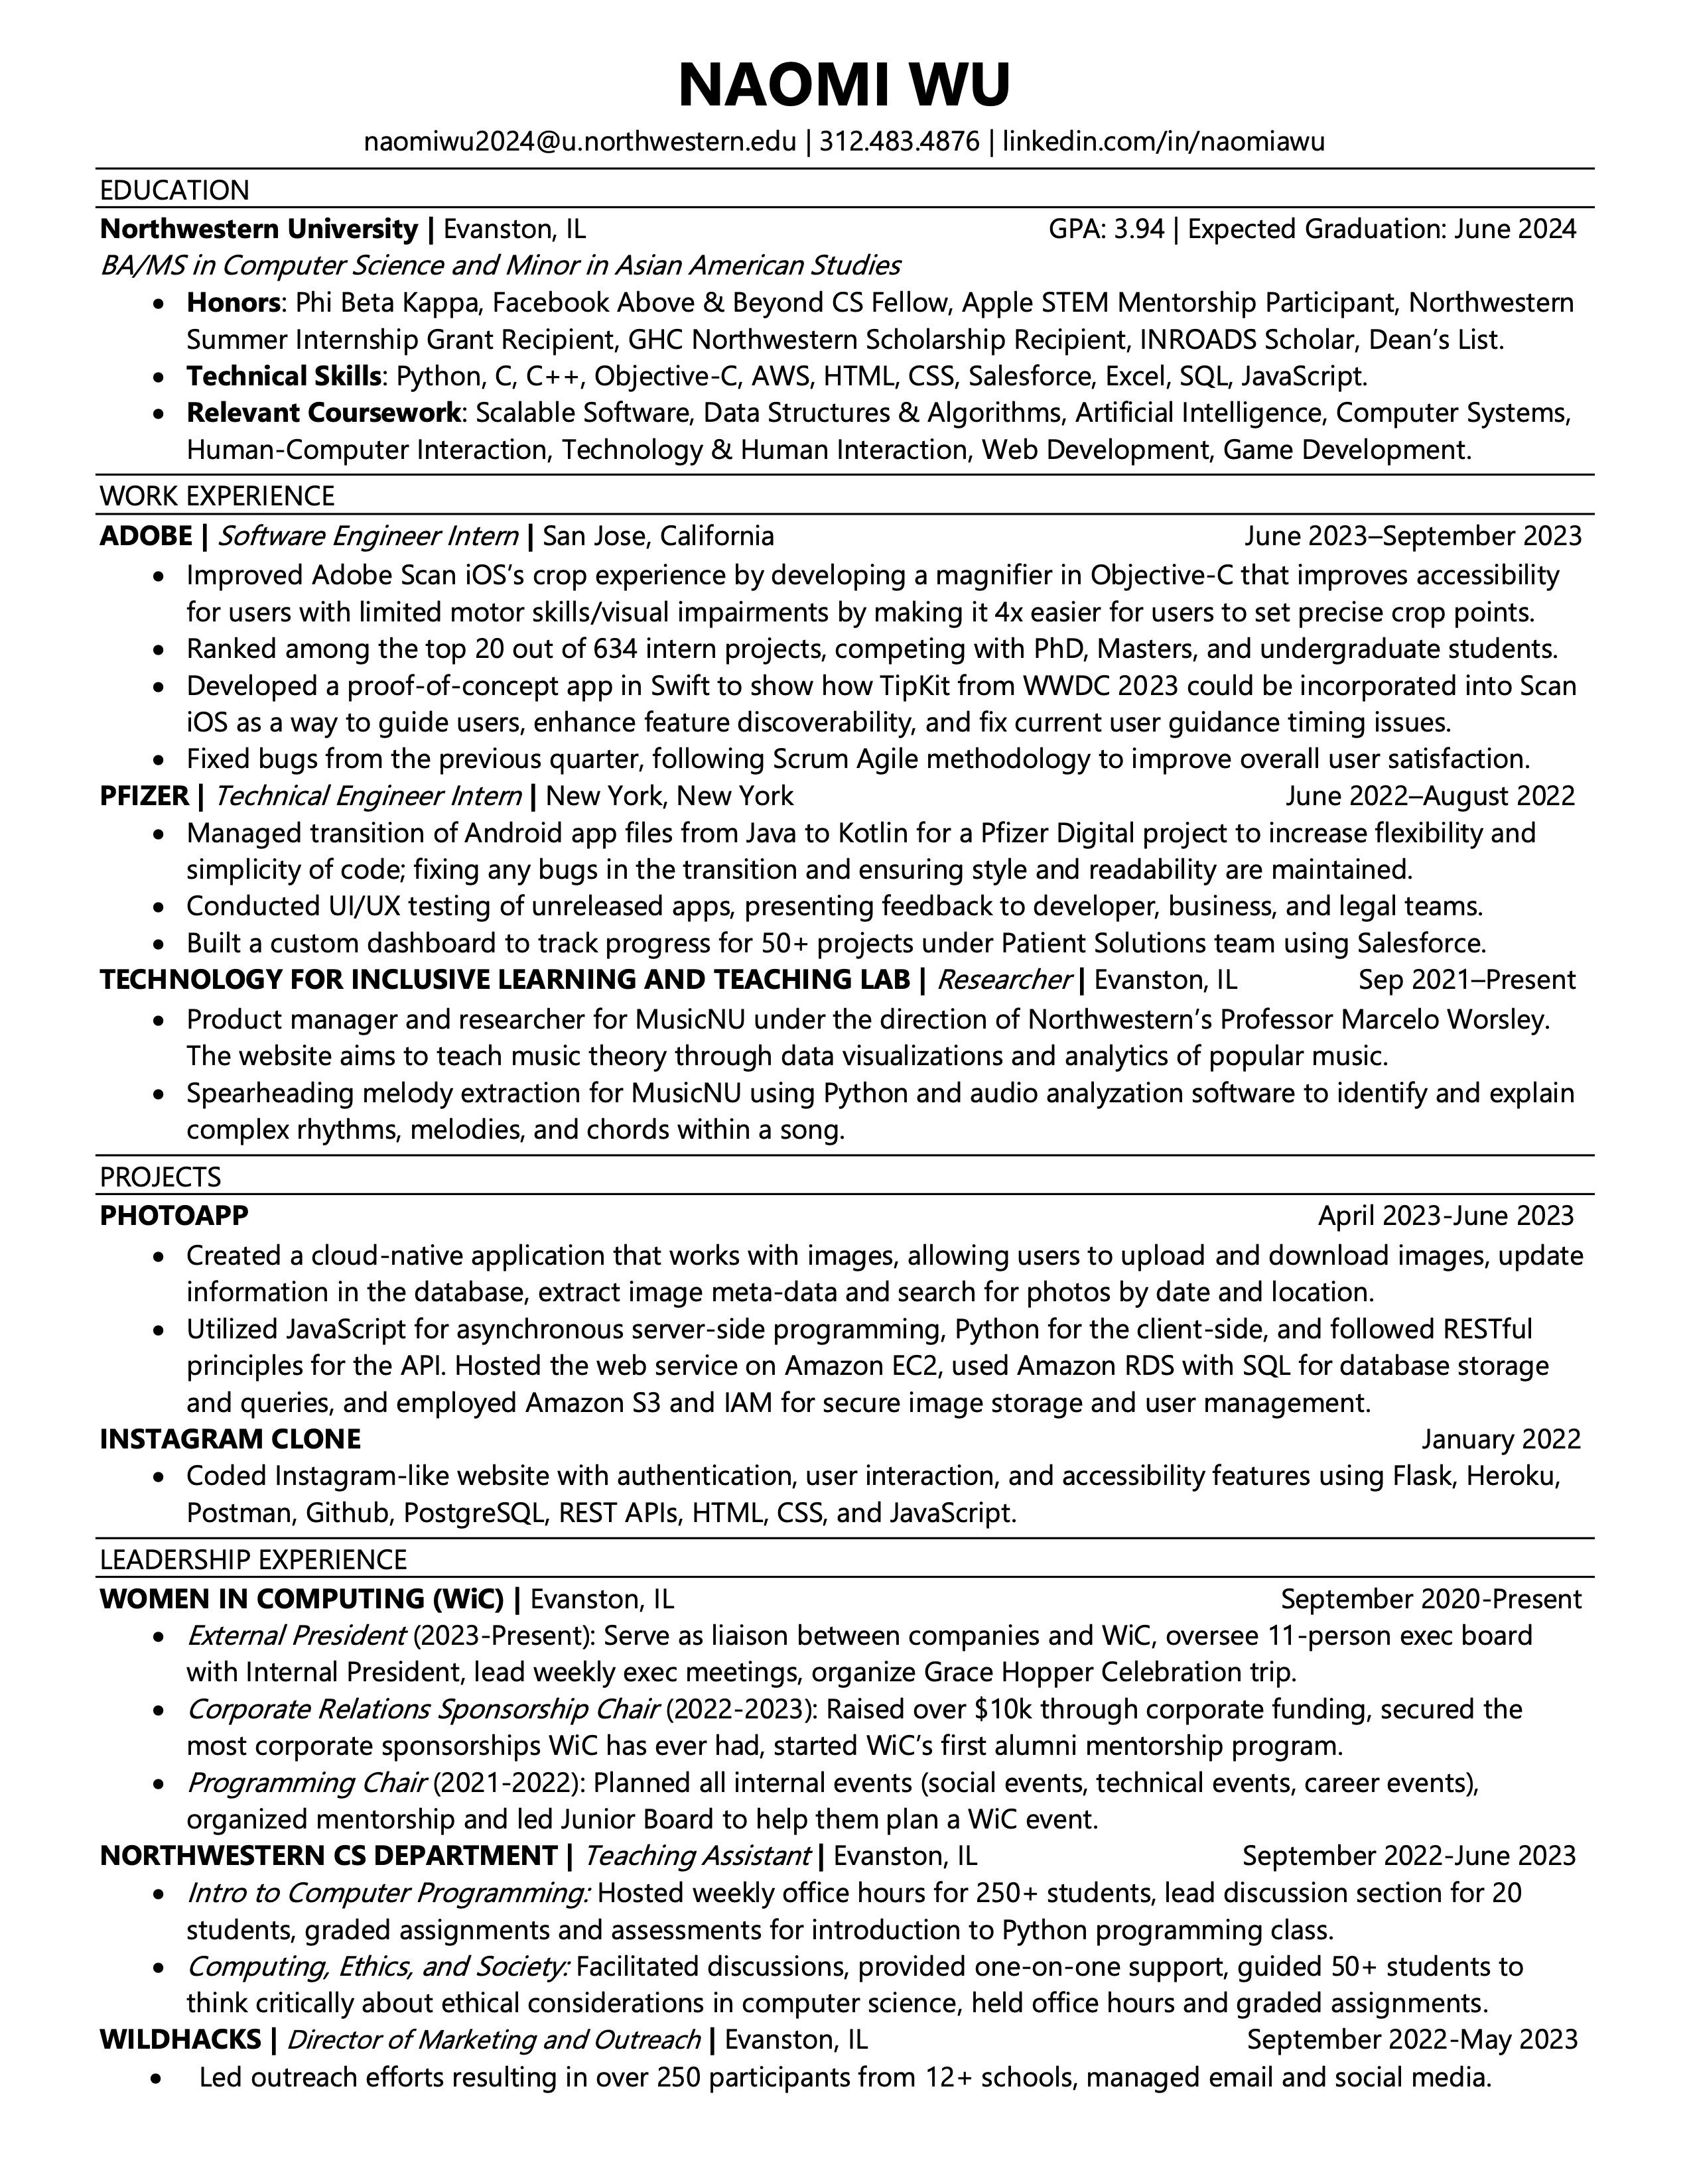 NAOMI WU
naomiwu2024@u.northwestern.edu | 312.483.4876 | linkedin.com/in/naomiawu
EDUCATION
Northwestern University | Evanston, IL GPA: 3.94 | Expected Graduation: June 2024
BA/MS in Computer Science and Minor in Asian American Studies
• Honors: Phi Beta Kappa, Facebook Above & Beyond CS Fellow, Apple STEM Mentorship Participant, Northwestern
Summer Internship Grant Recipient, GHC Northwestern Scholarship Recipient, INROADS Scholar, Dean’s List.
• Technical Skills: Python, C, C++, Objective-C, AWS, HTML, CSS, Salesforce, Excel, SQL, JavaScript.
• Relevant Coursework: Scalable Software, Data Structures & Algorithms, Artificial Intelligence, Computer Systems,
Human-Computer Interaction, Technology & Human Interaction, Web Development, Game Development.
WORK EXPERIENCE
ADOBE | Software Engineer Intern | San Jose, California June 2023–September 2023
• Improved Adobe Scan iOS’s crop experience by developing a magnifier in Objective-C that improves accessibility
for users with limited motor skills/visual impairments by making it 4x easier for users to set precise crop points.
• Ranked among the top 20 out of 634 intern projects, competing with PhD, Masters, and undergraduate students.
• Developed a proof-of-concept app in Swift to show how TipKit from WWDC 2023 could be incorporated into Scan
iOS as a way to guide users, enhance feature discoverability, and fix current user guidance timing issues.
• Fixed bugs from the previous quarter, following Scrum Agile methodology to improve overall user satisfaction.
PFIZER | Technical Engineer Intern | New York, New York June 2022–August 2022
• Managed transition of Android app files from Java to Kotlin for a Pfizer Digital project to increase flexibility and
simplicity of code; fixing any bugs in the transition and ensuring style and readability are maintained.
• Conducted UI/UX testing of unreleased apps, presenting feedback to developer, business, and legal teams.
• Built a custom dashboard to track progress for 50+ projects under Patient Solutions team using Salesforce.
TECHNOLOGY FOR INCLUSIVE LEARNING AND TEACHING LAB | Researcher | Evanston, IL Sep 2021–Present
• Product manager and researcher for MusicNU under the direction of Northwestern’s Professor Marcelo Worsley.
The website aims to teach music theory through data visualizations and analytics of popular music.
• Spearheading melody extraction for MusicNU using Python and audio analyzation software to identify and explain
complex rhythms, melodies, and chords within a song.
PROJECTS
PHOTOAPP April 2023-June 2023
• Created a cloud-native application that works with images, allowing users to upload and download images, update
information in the database, extract image meta-data and search for photos by date and location.
• Utilized JavaScript for asynchronous server-side programming, Python for the client-side, and followed RESTful
principles for the API. Hosted the web service on Amazon EC2, used Amazon RDS with SQL for database storage
and queries, and employed Amazon S3 and IAM for secure image storage and user management.
INSTAGRAM CLONE January 2022
• Coded Instagram-like website with authentication, user interaction, and accessibility features using Flask, Heroku,
Postman, Github, PostgreSQL, REST APIs, HTML, CSS, and JavaScript.
LEADERSHIP EXPERIENCE
WOMEN IN COMPUTING (WiC) | Evanston, IL September 2020-Present
• External President (2023-Present): Serve as liaison between companies and WiC, oversee 11-person exec board
with Internal President, lead weekly exec meetings, organize Grace Hopper Celebration trip.
• Corporate Relations Sponsorship Chair (2022-2023): Raised over $10k through corporate funding, secured the
most corporate sponsorships WiC has ever had, started WiC’s first alumni mentorship program.
• Programming Chair (2021-2022): Planned all internal events (social events, technical events, career events),
organized mentorship and led Junior Board to help them plan a WiC event.
NORTHWESTERN CS DEPARTMENT | Teaching Assistant | Evanston, IL September 2022-June 2023
• Intro to Computer Programming: Hosted weekly office hours for 250+ students, lead discussion section for 20
students, graded assignments and assessments for introduction to Python programming class.
• Computing, Ethics, and Society: Facilitated discussions, provided one-on-one support, guided 50+ students to
think critically about ethical considerations in computer science, held office hours and graded assignments.
WILDHACKS | Director of Marketing and Outreach | Evanston, IL September 2022-May 2023
• Led outreach efforts resulting in over 250 participants from 12+ schools, managed email and social media.